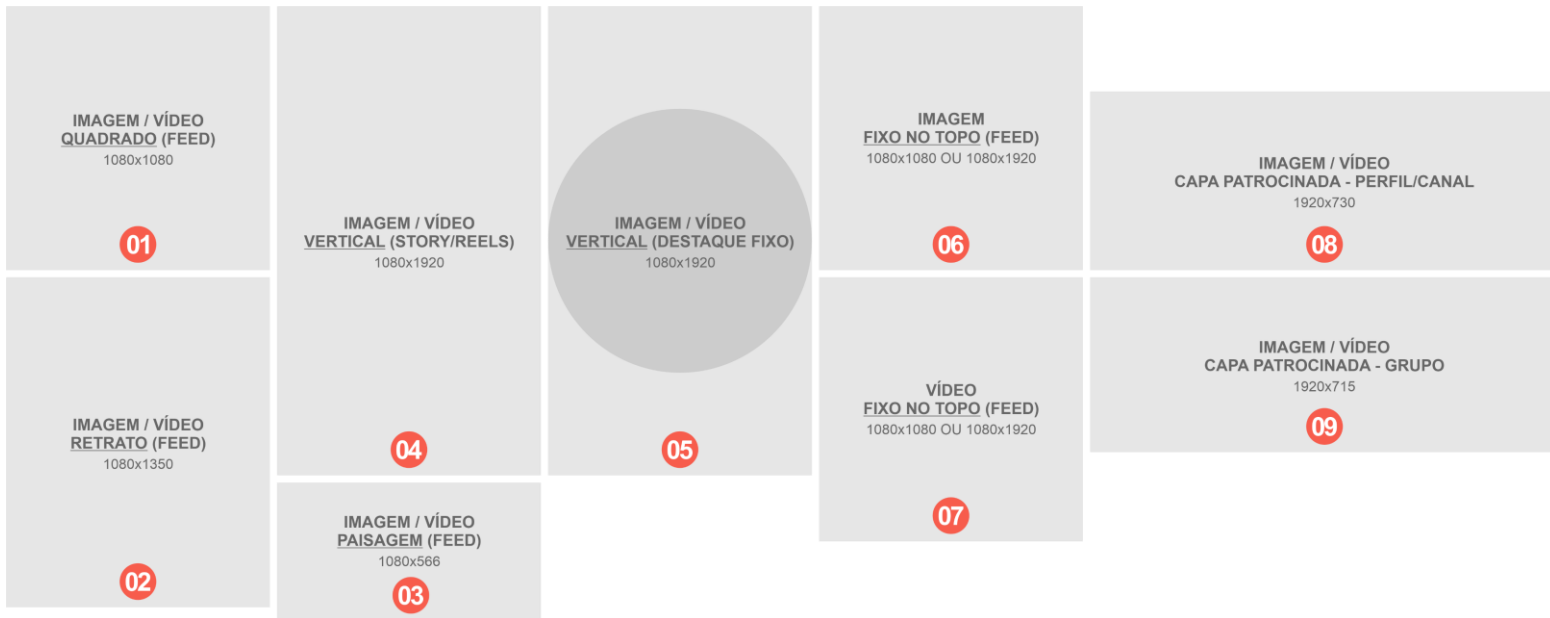 IMAGEM / VÍDEO
QUADRADO (FEED)
1080x1080
01
IMAGEM / VÍDEO
RETRATO (FEED)
1080x1350
02
IMAGEM / VÍDEO
VERTICAL (STORY/REELS)
1080x1920
04
IMAGEM / VÍDEO
PAISAGEM (FEED)
1080x566
03
IMAGEM / VÍDEO
VERTICAL (DESTAQUE FIXO)
1080x1920
05
IMAGEM
FIXO NO TOPO (FEED)
1080x1080 OU 1080x1920
06
VÍDEO
FIXO NO TOPO (FEED)
1080x1080 OU 1080x1920
07
IMAGEM / VÍDEO
CAPA PATROCINADA - PERFIL/CANAL
1920x730
08
IMAGEM / VÍDEO
CAPA PATROCINADA - GRUPO
1920x715
09